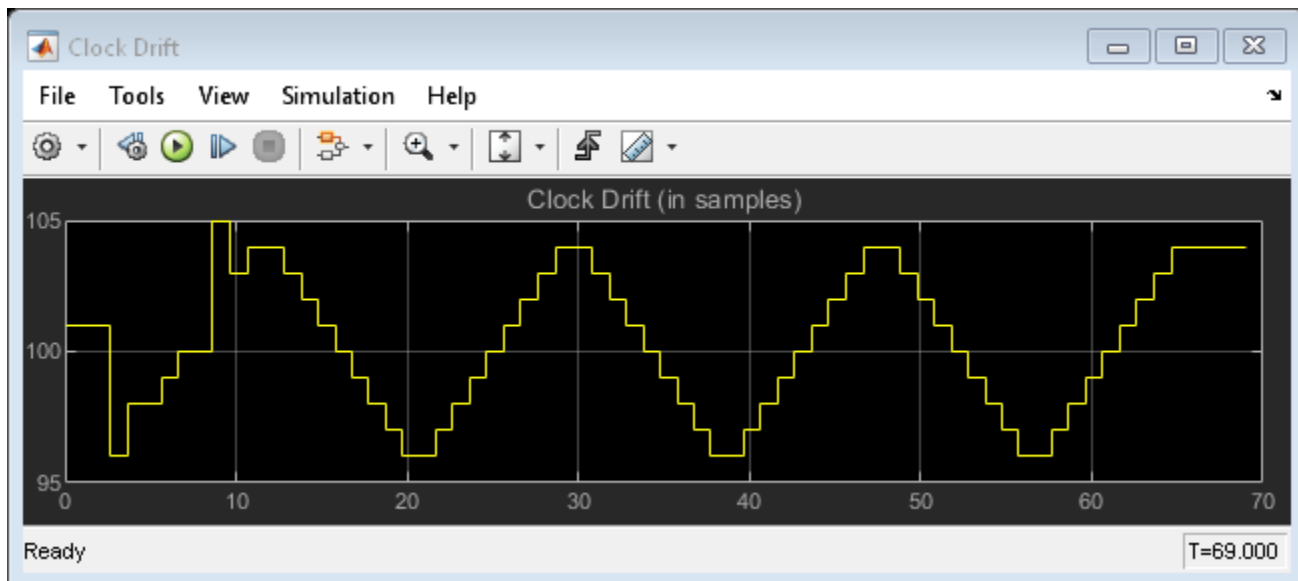 Clock Drift
File Tools View Simulation Help
Clock Drift (in samples)
105
100
95
0 10 20 30 40 50 60 70
Ready T=69.000